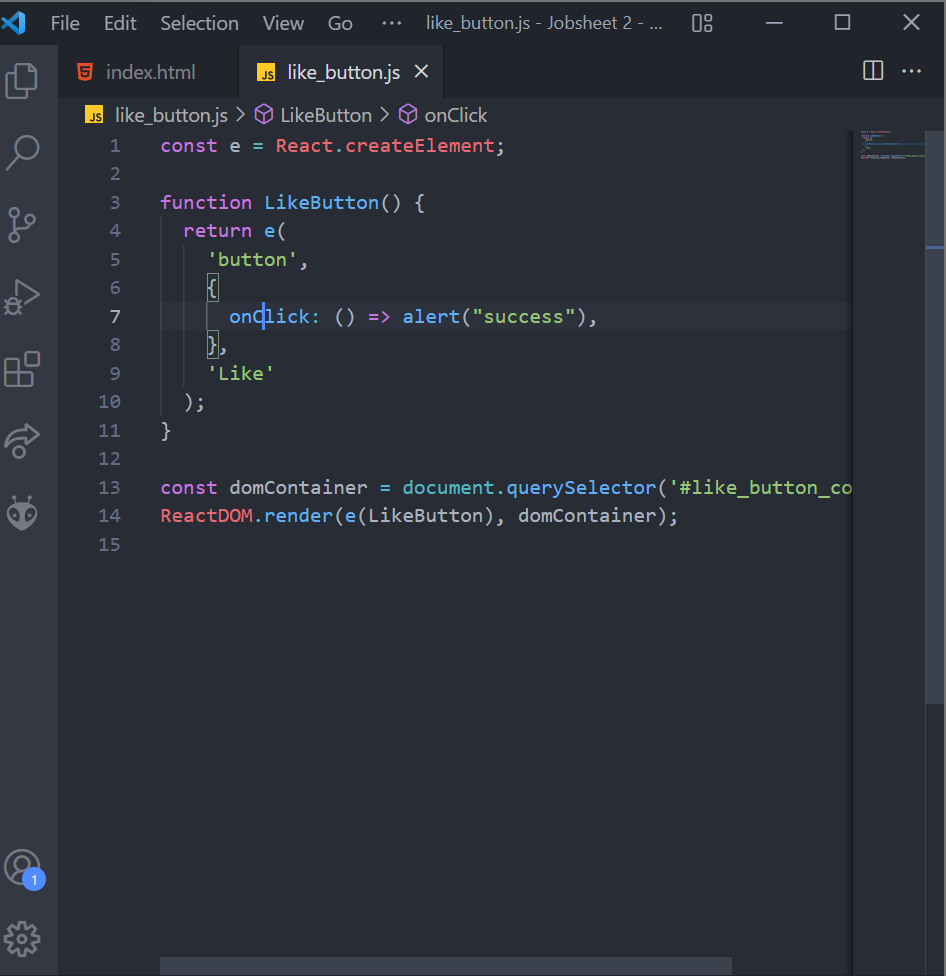 File Edit Selection View Go ··· like_button.js - Jobsheet 2 - ...
index.html
JS like_button.js
JS like_button.js > LikeButton > onClick
1 const e = React.createElement;
2
3 function LikeButton() {
4 return e(
5 'button',
6 {
7 onClick: () => alert("success"),
8 },
9 'Like'
10 );
11 }
12
13 const domContainer = document.querySelector('#like_button_co
14 ReactDOM.render(e(LikeButton), domContainer);
15
1